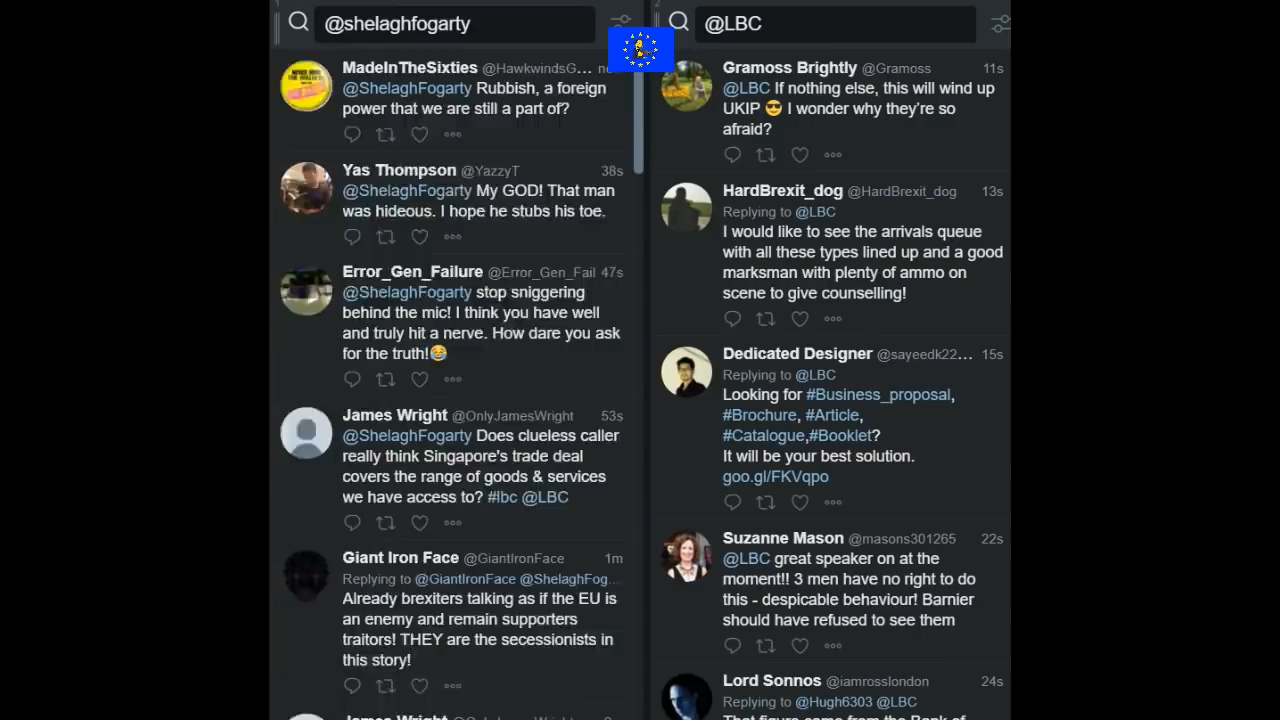 @shelaghfogarty
MadeInTheSixties @HawkwindsG...
@ShelaghFogarty Rubbish, a foreign
power that we are still a part of?
Yas Thompson @YazzyT 38s
@ShelaghFogarty My GOD! That man
was hideous. I hope he stubs his toe.
Error_Gen_Failure @Error_Gen_Fail 47s
@ShelaghFogarty stop sniggering
behind the mic! I think you have well
and truly hit a nerve. How dare you ask
for the truth!😂
James Wright @OnlyJamesWright 53s
@ShelaghFogarty Does clueless caller
really think Singapore's trade deal
covers the range of goods & services
we have access to? #lbc @LBC
Giant Iron Face @GiantIronFace 1m
Replying to @GiantIronFace @ShelaghFog...
Already brexiters talking as if the EU is
an enemy and remain supporters
traitors! THEY are the secessionists in
this story!
James Wright
@LBC
Gramoss Brightly @Gramoss 11s
@LBC If nothing else, this will wind up
UKIP 😎 I wonder why they're so
afraid?
HardBrexit_dog @HardBrexit_dog 13s
Replying to @LBC
I would like to see the arrivals queue
with all these types lined up and a good
marksman with plenty of ammo on
scene to give counselling!
Dedicated Designer @sayeedk22... 15s
Replying to @LBC
Looking for #Business_proposal,
#Brochure, #Article,
#Catalogue,#Booklet?
It will be your best solution.
goo.gl/FKVqpo
Suzanne Mason @masons301265 22s
@LBC great speaker on at the
moment!! 3 men have no right to do
this - despicable behaviour! Barnier
should have refused to see them
Lord Sonnos @iamrosslondon 24s
Replying to @Hugh6303 @LBC
That figure came from the Bank of